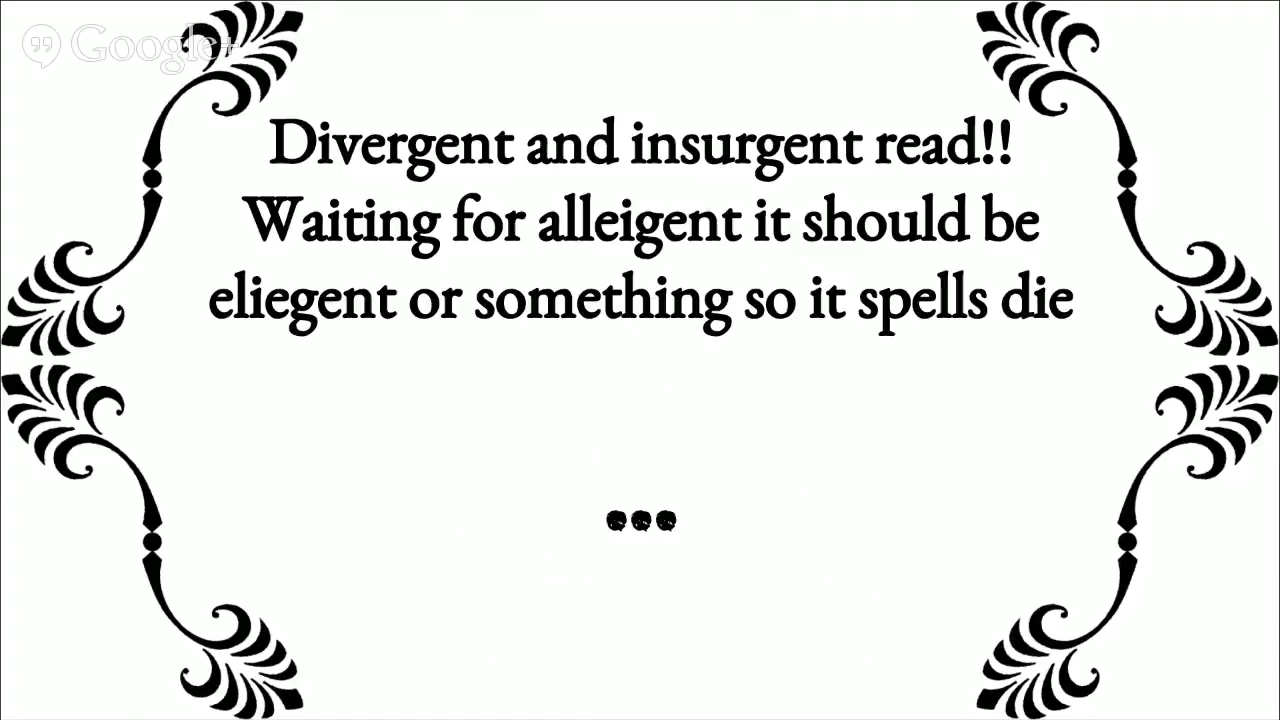 Google+
Divergent and insurgent read!!
Waiting for alleigent it should be
eliegent or something so it spells die
...